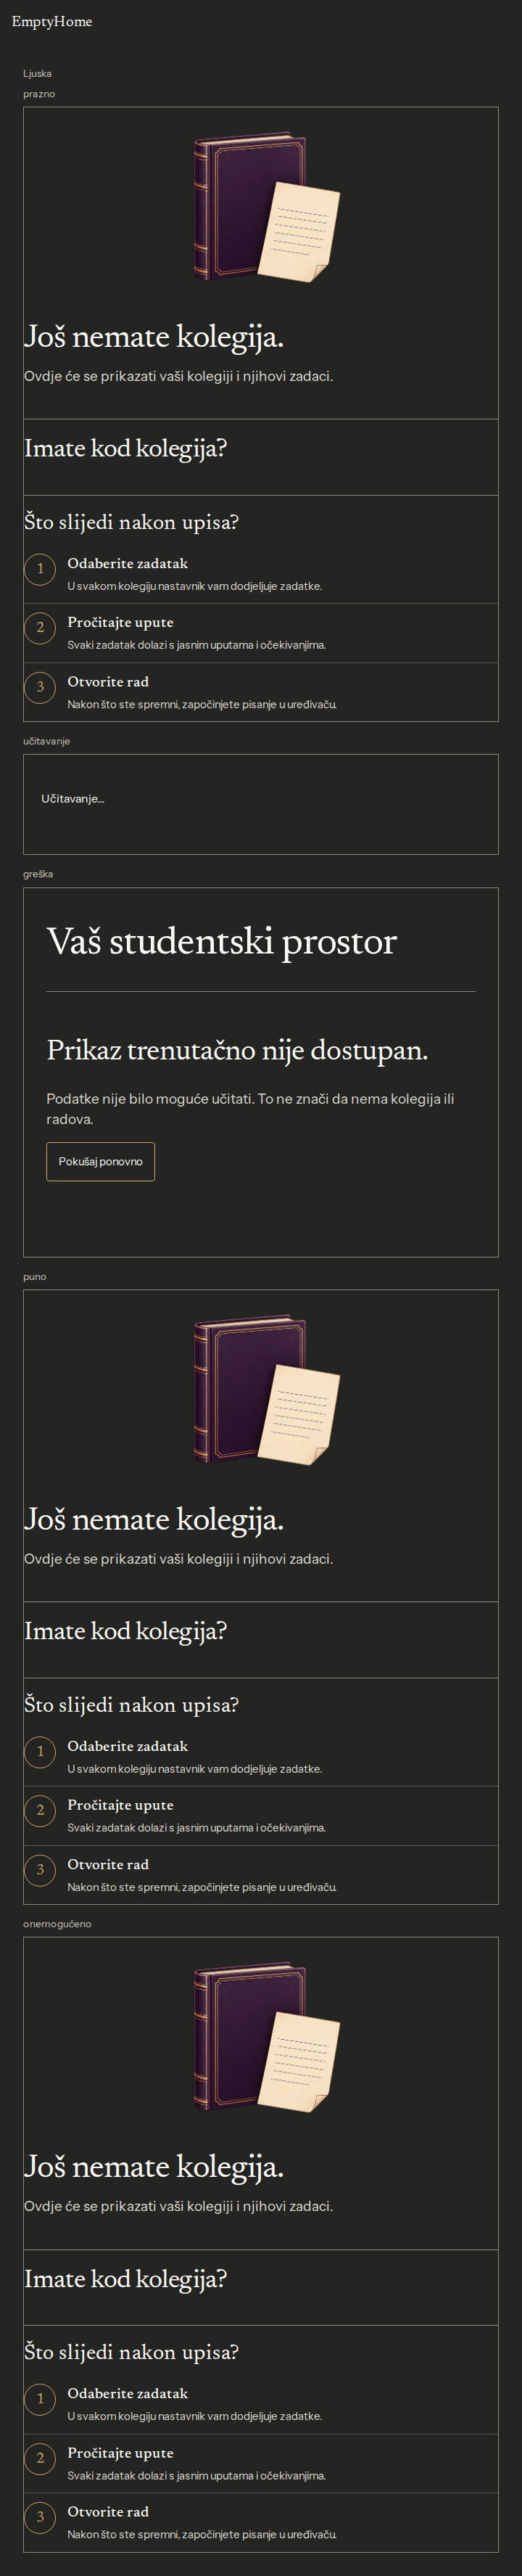 EmptyHome
Ljuska
prazno
Još nemate kolegija.
Ovdje će se prikazati vaši kolegiji i njihovi zadaci.
Imate kod kolegija?
Što slijedi nakon upisa?
1
Odaberite zadatak
U svakom kolegiju nastavnik vam dodjeljuje zadatke.
2
Pročitajte upute
Svaki zadatak dolazi s jasnim uputama i očekivanjima.
3
Otvorite rad
Nakon što ste spremni, započinjete pisanje u uređivaču.
učitavanje
Učitavanje…
greška
Vaš studentski prostor
Prikaz trenutačno nije dostupan.
Podatke nije bilo moguće učitati. To ne znači da nema kolegija ili
radova.
Pokušaj ponovno
puno
Još nemate kolegija.
Ovdje će se prikazati vaši kolegiji i njihovi zadaci.
Imate kod kolegija?
Što slijedi nakon upisa?
1
Odaberite zadatak
U svakom kolegiju nastavnik vam dodjeljuje zadatke.
2
Pročitajte upute
Svaki zadatak dolazi s jasnim uputama i očekivanjima.
3
Otvorite rad
Nakon što ste spremni, započinjete pisanje u uređivaču.
onemogućeno
Još nemate kolegija.
Ovdje će se prikazati vaši kolegiji i njihovi zadaci.
Imate kod kolegija?
Što slijedi nakon upisa?
1
Odaberite zadatak
U svakom kolegiju nastavnik vam dodjeljuje zadatke.
2
Pročitajte upute
Svaki zadatak dolazi s jasnim uputama i očekivanjima.
3
Otvorite rad
Nakon što ste spremni, započinjete pisanje u uređivaču.